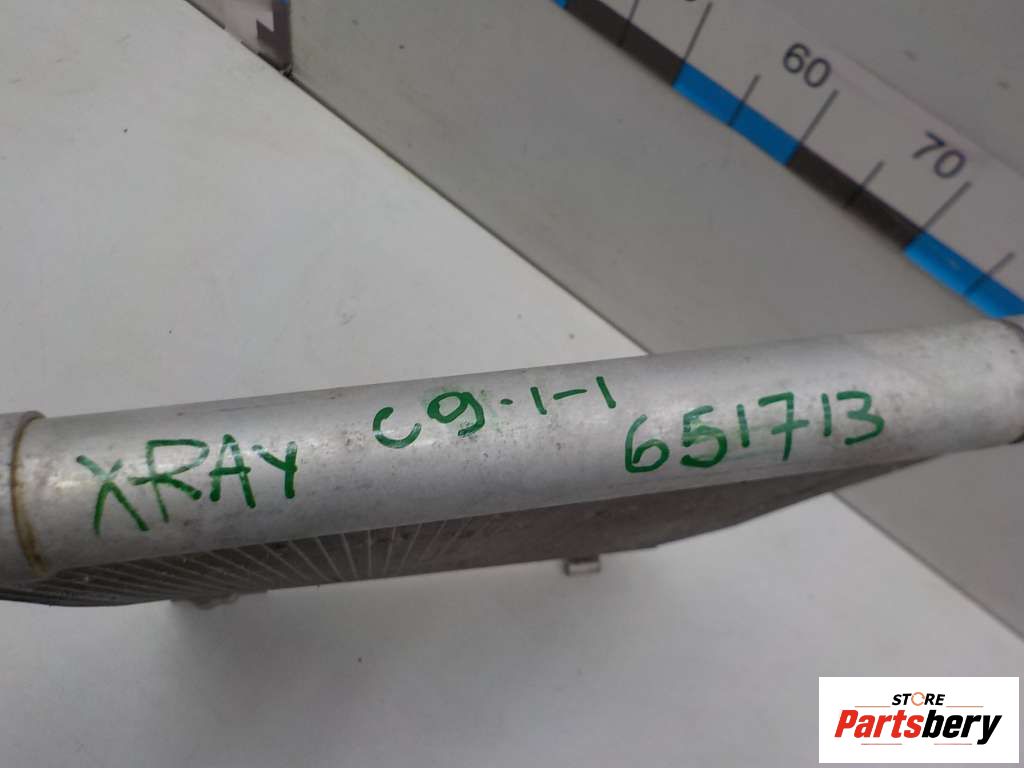 60
70
XRAY C9.1-1 651713
STORE
Partsbery